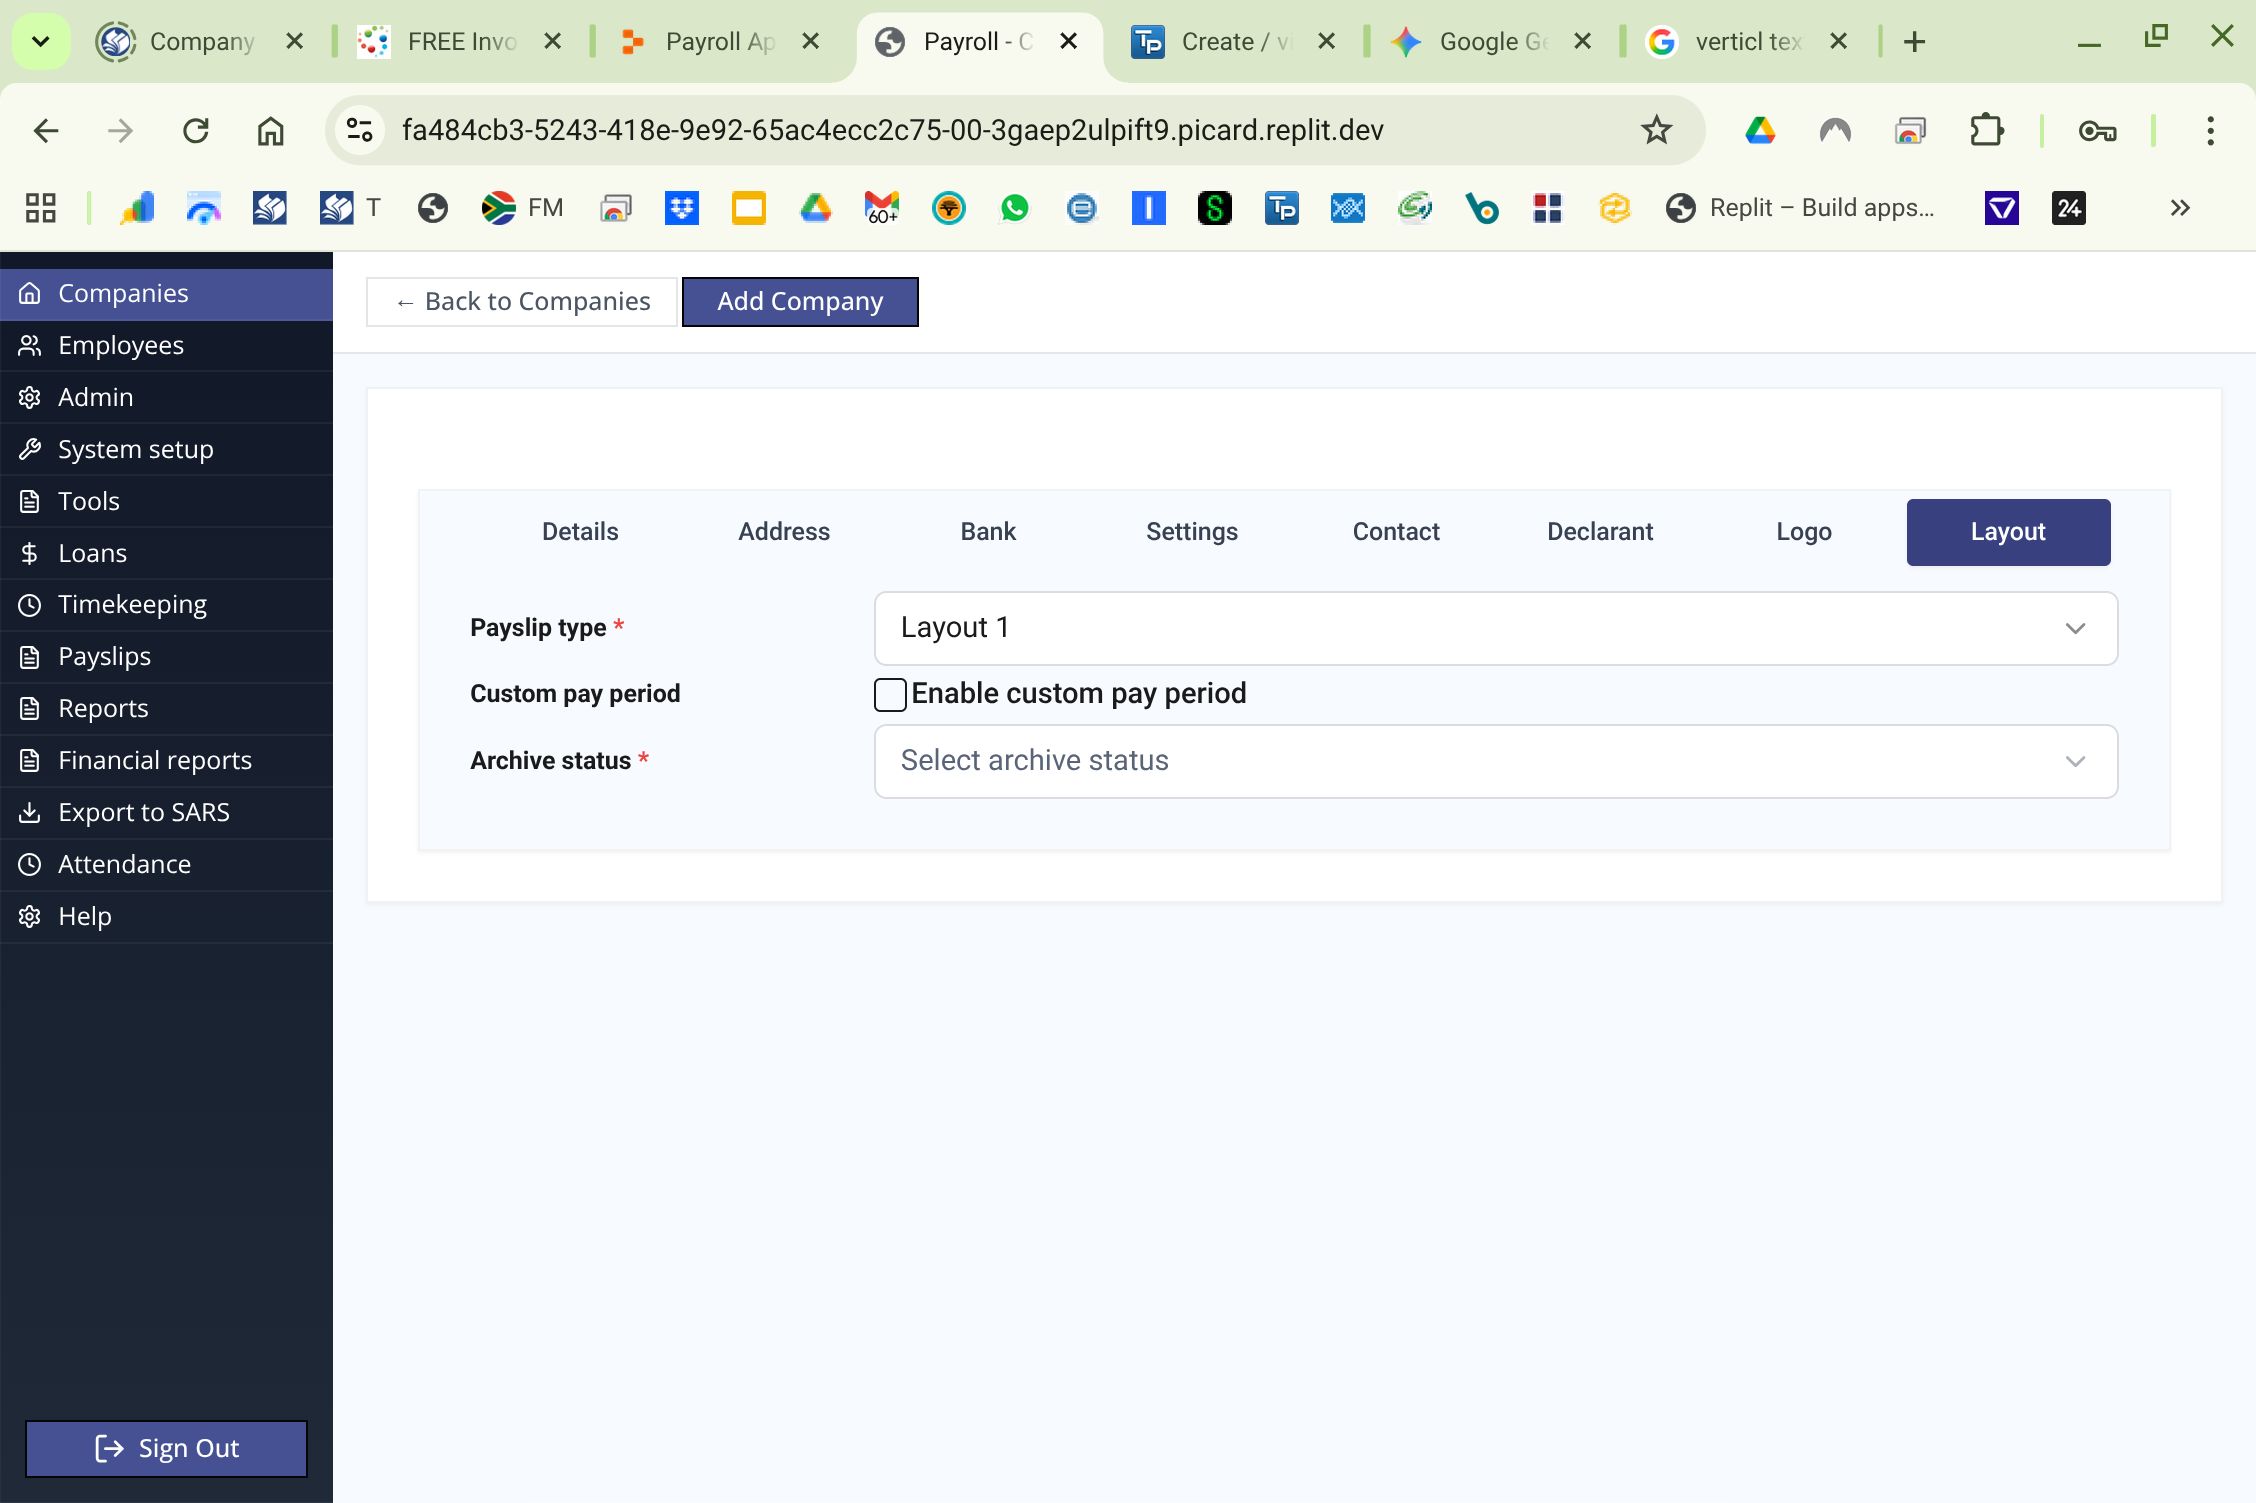 Company
FREE Invo
Payroll Ap
Payroll - C
Create / vi
Google Ge
verticl tex
fa484cb3-5243-418e-9e92-65ac4ecc2c75-00-3gaep2ulpift9.picard.replit.dev
T
FM
60+
TP
24
Replit – Build apps...
Companies
Employees
Admin
System setup
Tools
Loans
Timekeeping
Payslips
Reports
Financial reports
Export to SARS
Attendance
Help
Sign Out
← Back to Companies
Add Company
Details
Address
Bank
Settings
Contact
Declarant
Logo
Layout
Payslip type *
Layout 1
Custom pay period
Enable custom pay period
Archive status *
Select archive status